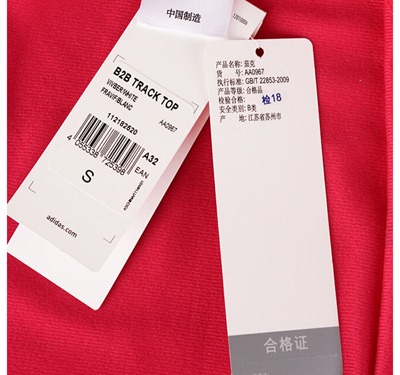 中国制造
B2B TRACK TOP
VIVBER/WHITE
FRAVIF/BLANC
AA0967
112182520
A32
4 055338 725398
EAN
S
adidas.com
产品名称: 茄克
货　号: AA0967
执行标准: GB/T 22853-2009
产品等级: 合格品
检验合格: 检18
安全类别: B类
产　地: 江苏省苏州市
合格证